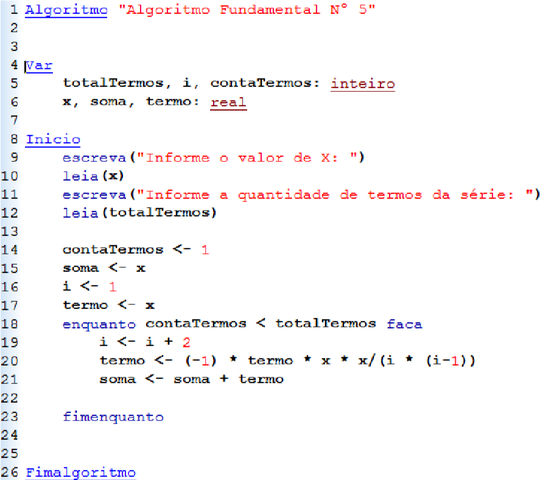 1 Algoritmo "Algoritmo Fundamental Nº 5"
2
3
4 Var
5 totalTermos, i, contaTermos: inteiro
6 x, soma, termo: real
7
8 Inicio
9 escreva("Informe o valor de X: ")
10 leia(x)
11 escreva("Informe a quantidade de termos da série: ")
12 leia(totalTermos)
13
14 contaTermos <- 1
15 soma <- x
16 i <- 1
17 termo <- x
18 enquanto contaTermos < totalTermos faca
19 i <- i + 2
20 termo <- (-1) * termo * x * x/(i * (i-1))
21 soma <- soma + termo
22
23 fimenquanto
24
25
26 Fimalgoritmo